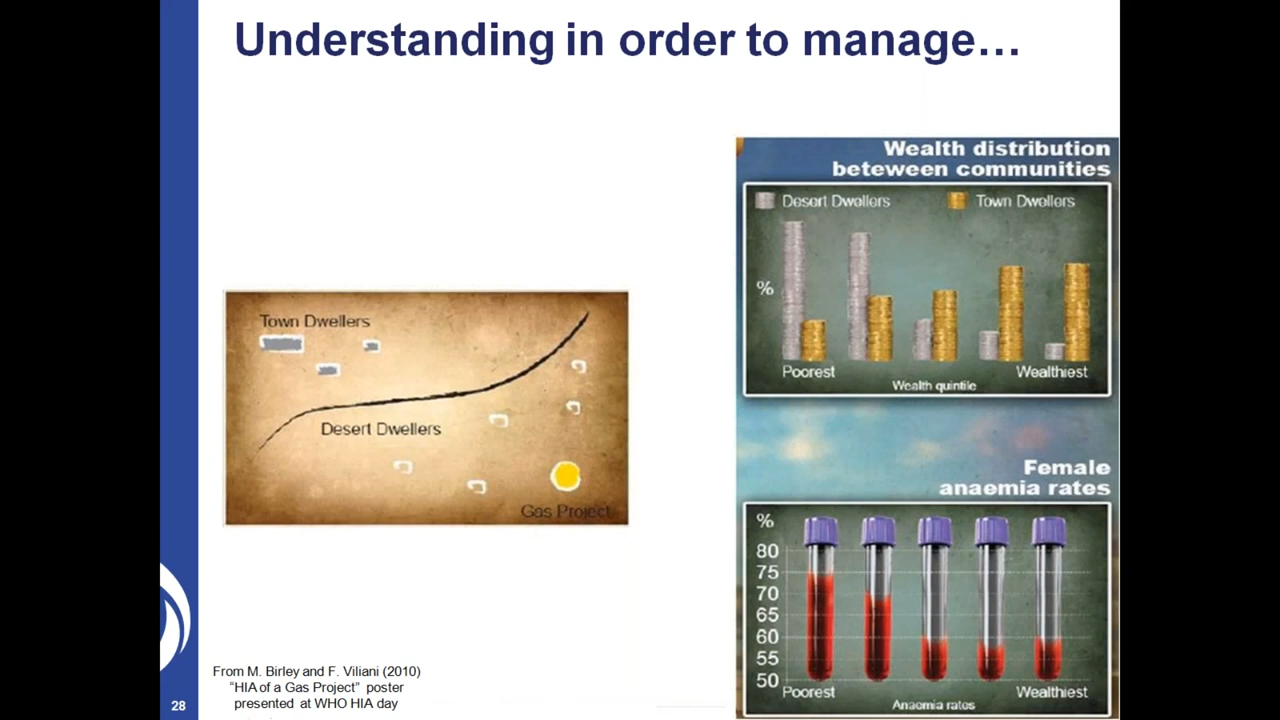 Understanding in order to manage…
Town Dwellers
Desert Dwellers
Gas Project
From M. Birley and F. Viliani (2010)
“HIA of a Gas Project” poster
presented at WHO HIA day
28
Wealth distribution
beteween communities
Desert Dwellers
Town Dwellers
%
Poorest
Wealthiest
Wealth quintile
Female
anaemia rates
%
80
75
70
65
60
55
50
Poorest
Wealthiest
Anaemia rates